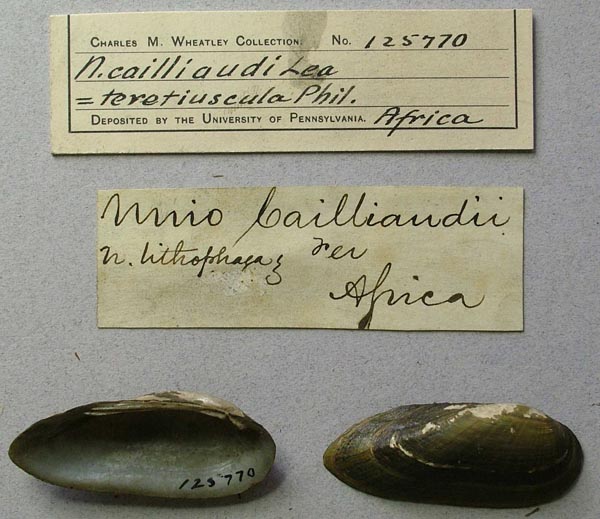 CHARLES M. WHEATLEY COLLECTION. No. 125770
N. cailliaudi Lea
= teretiuscula Phil.
DEPOSITED BY THE UNIVERSITY OF PENNSYLVANIA. Africa
Unio Cailliaudii
N. lithophaga Fer
Africa
125770